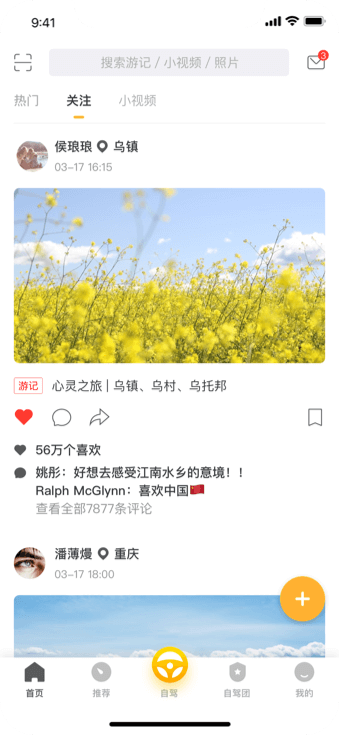 9:41
搜索游记 / 小视频 / 照片
3
热门 关注 小视频
侯琅琅 乌镇
03-17 16:15
游记 心灵之旅 | 乌镇、乌村、乌托邦
56万个喜欢
姚彤：好想去感受江南水乡的意境！！
Ralph McGlynn：喜欢中国🇨🇳
查看全部7877条评论
潘薄熳 重庆
03-17 18:00
首页 推荐 自驾 自驾团 我的